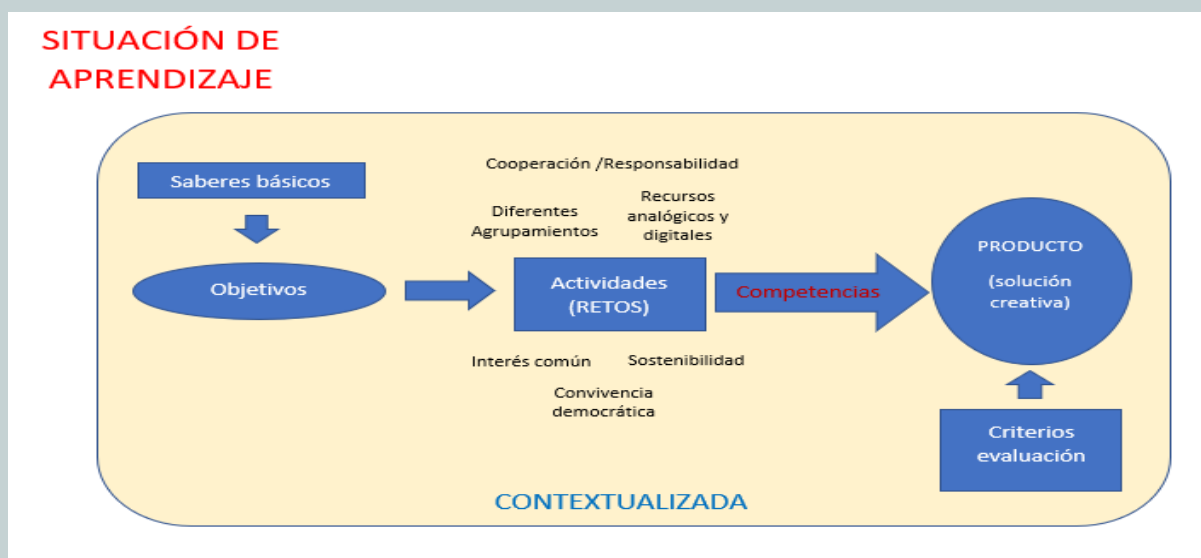 SITUACIÓN DE
APRENDIZAJE
Saberes básicos
Objetivos
Cooperación /Responsabilidad
Diferentes
Agrupamientos
Recursos
analógicos y
digitales
Actividades
(RETOS)
Interés común
Sostenibilidad
Convivencia
democrática
Competencias
PRODUCTO
(solución
creativa)
Criterios
evaluación
CONTEXTUALIZADA